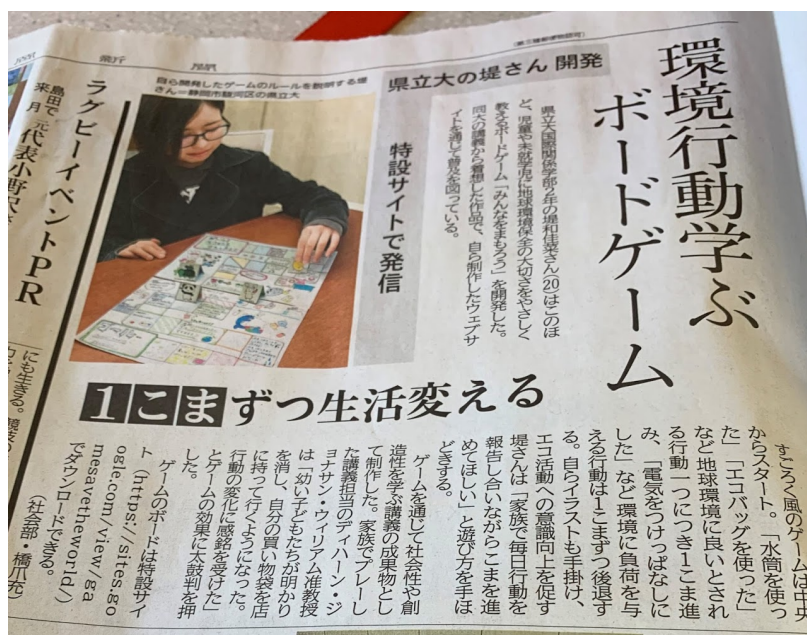 (第三種郵便物認可)
新
聞
環境行動学ぶ
ボードゲーム
県立大の堤さん 開発
県立大国際関係学部2年の堤和佳菜さん(20)はこのほ
ど、児童や未就学児に地球環境保全の大切さをやさしく
教えるボードゲーム「みんなをまもろう」を開発した。
同大の講義から着想した作品で、自ら制作したウェブサ
イトを通じて普及を図っている。
特設サイトで発信
自ら開発したゲームのルールを説明する堤
さん=静岡市駿河区の県立大
1こまずつ生活変える
すごろく風のゲームは中央
からスタート。「水筒を使っ
た」「エコバッグを使った」
など地球環境に良いとされ
る行動一つにつき1こま進
み、「電気をつけっぱなしに
した」など環境に負荷を与
える行動は1こまずつ後退す
る。自らイラストも手掛け、
エコ活動への意識向上を促す
堤さんは「家族で毎日行動を
報告し合いながらこまを進
めてほしい」と遊び方を手ほ
どきする。
ゲームを通じて社会性や創
造性を学ぶ講義の成果物とし
て制作した。家族でプレーし
た講義担当のディハーン・ジ
ョナサン・ウィリアム准教授
は「幼い子どもたちが明かり
を消し、自分の買い物袋を店
に持って行くようになった。
行動の変化に感銘を受けた」
とゲームの効果に太鼓判を押
した。
ゲームのボードは特設サイ
ト(https://sites.go
ogle.com/view/ga
mesavetheworld/)
でダウンロードできる。
(社会部・橋爪充)
ラグビーイベントPR
島田で
来月
元
代表小野沢
にも生きる。競技の